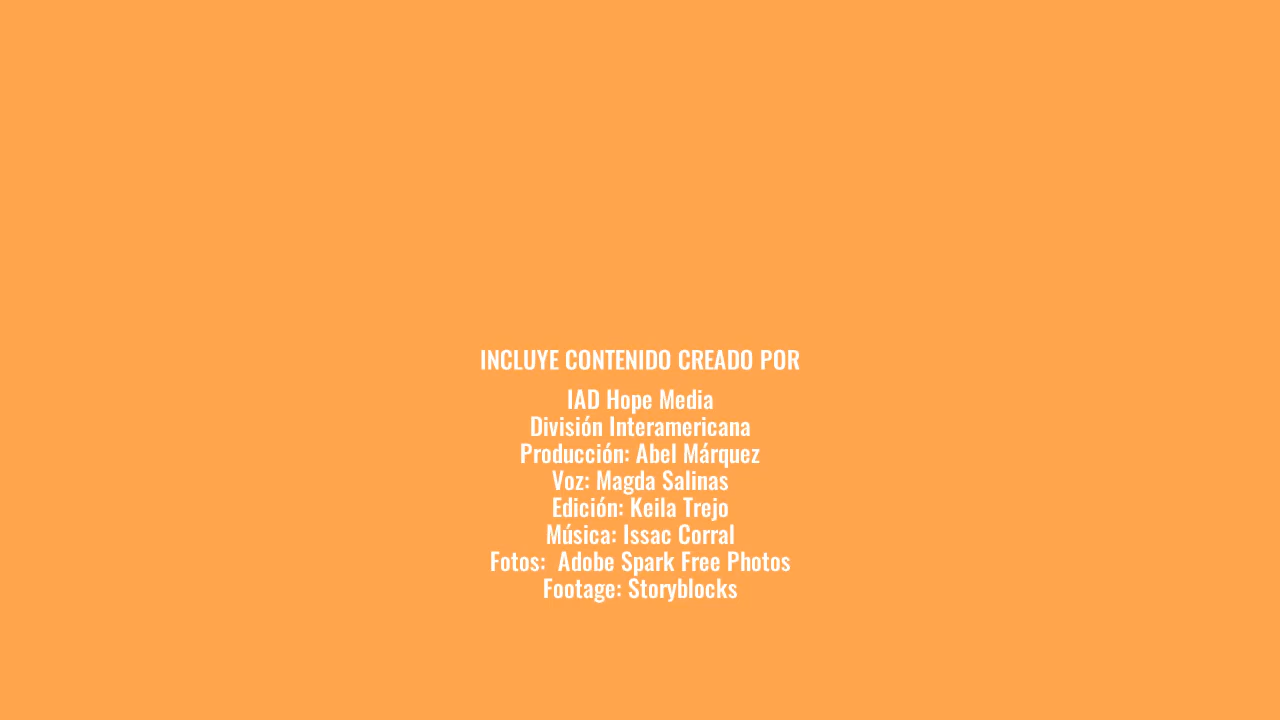 INCLUYE CONTENIDO CREADO POR
IAD Hope Media
División Interamericana
Producción: Abel Márquez
Voz: Magda Salinas
Edición: Keila Trejo
Música: Issac Corral
Fotos:  Adobe Spark Free Photos
Footage: Storyblocks